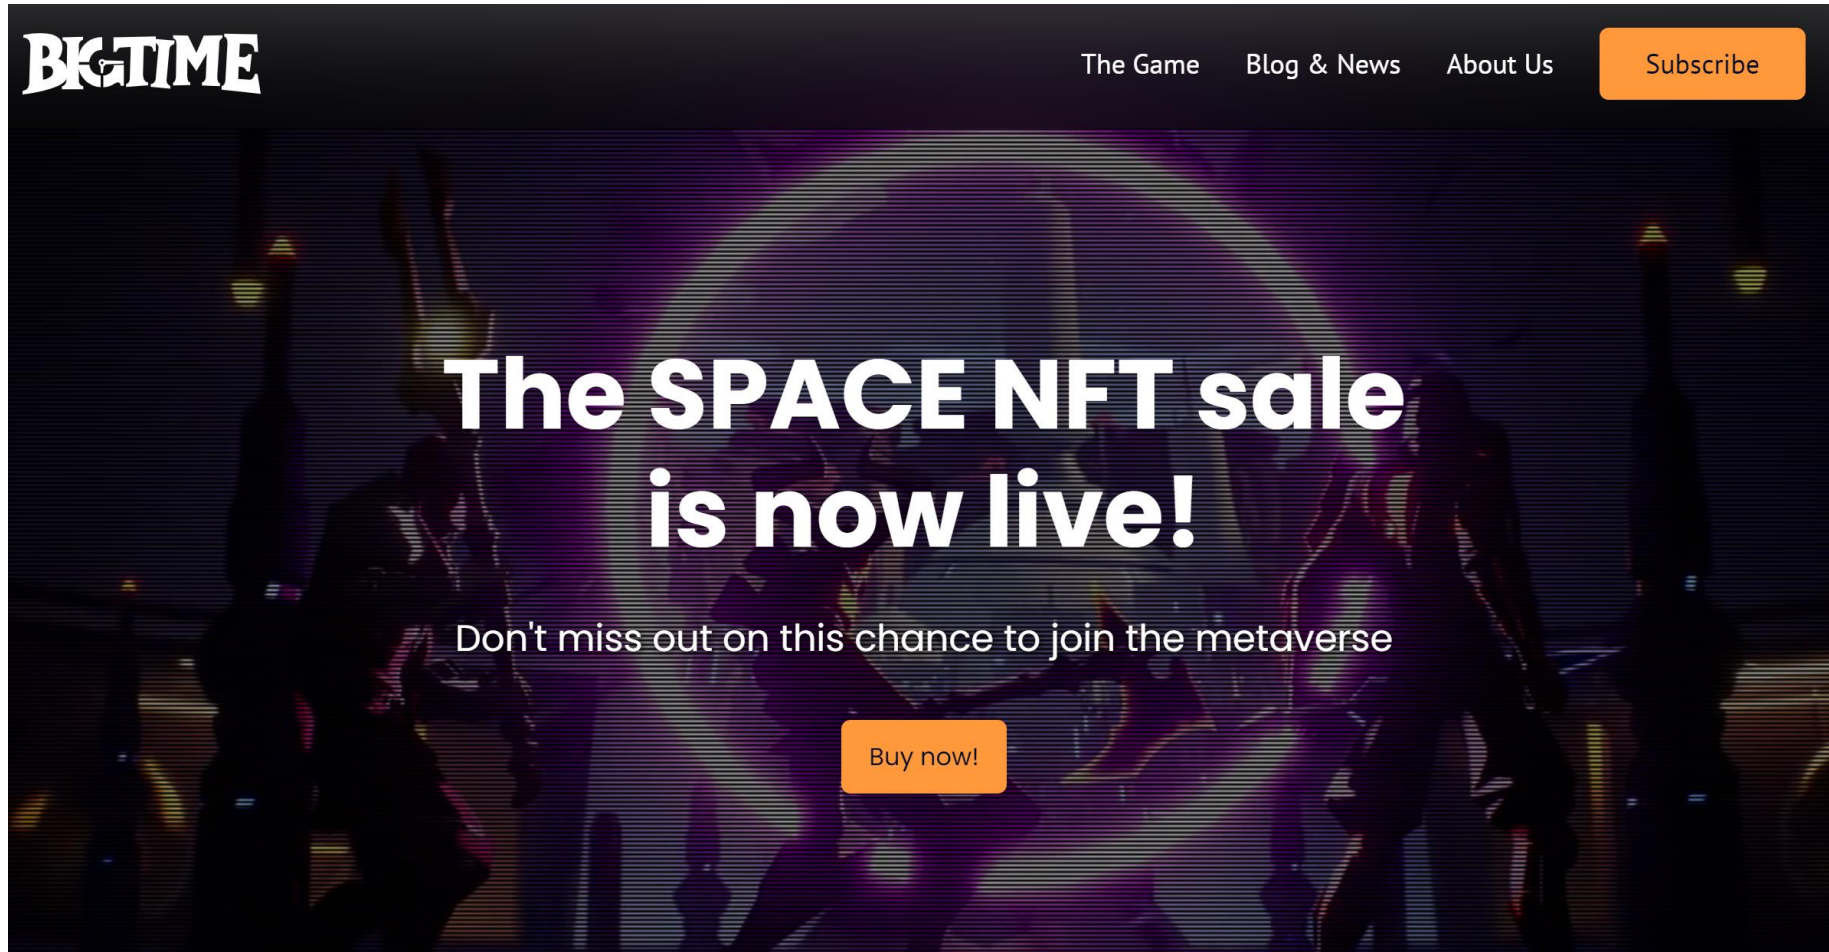 BIGTIME
The Game
Blog & News
About Us
Subscribe
The SPACE NFT sale
is now live!
Don't miss out on this chance to join the metaverse
Buy now!